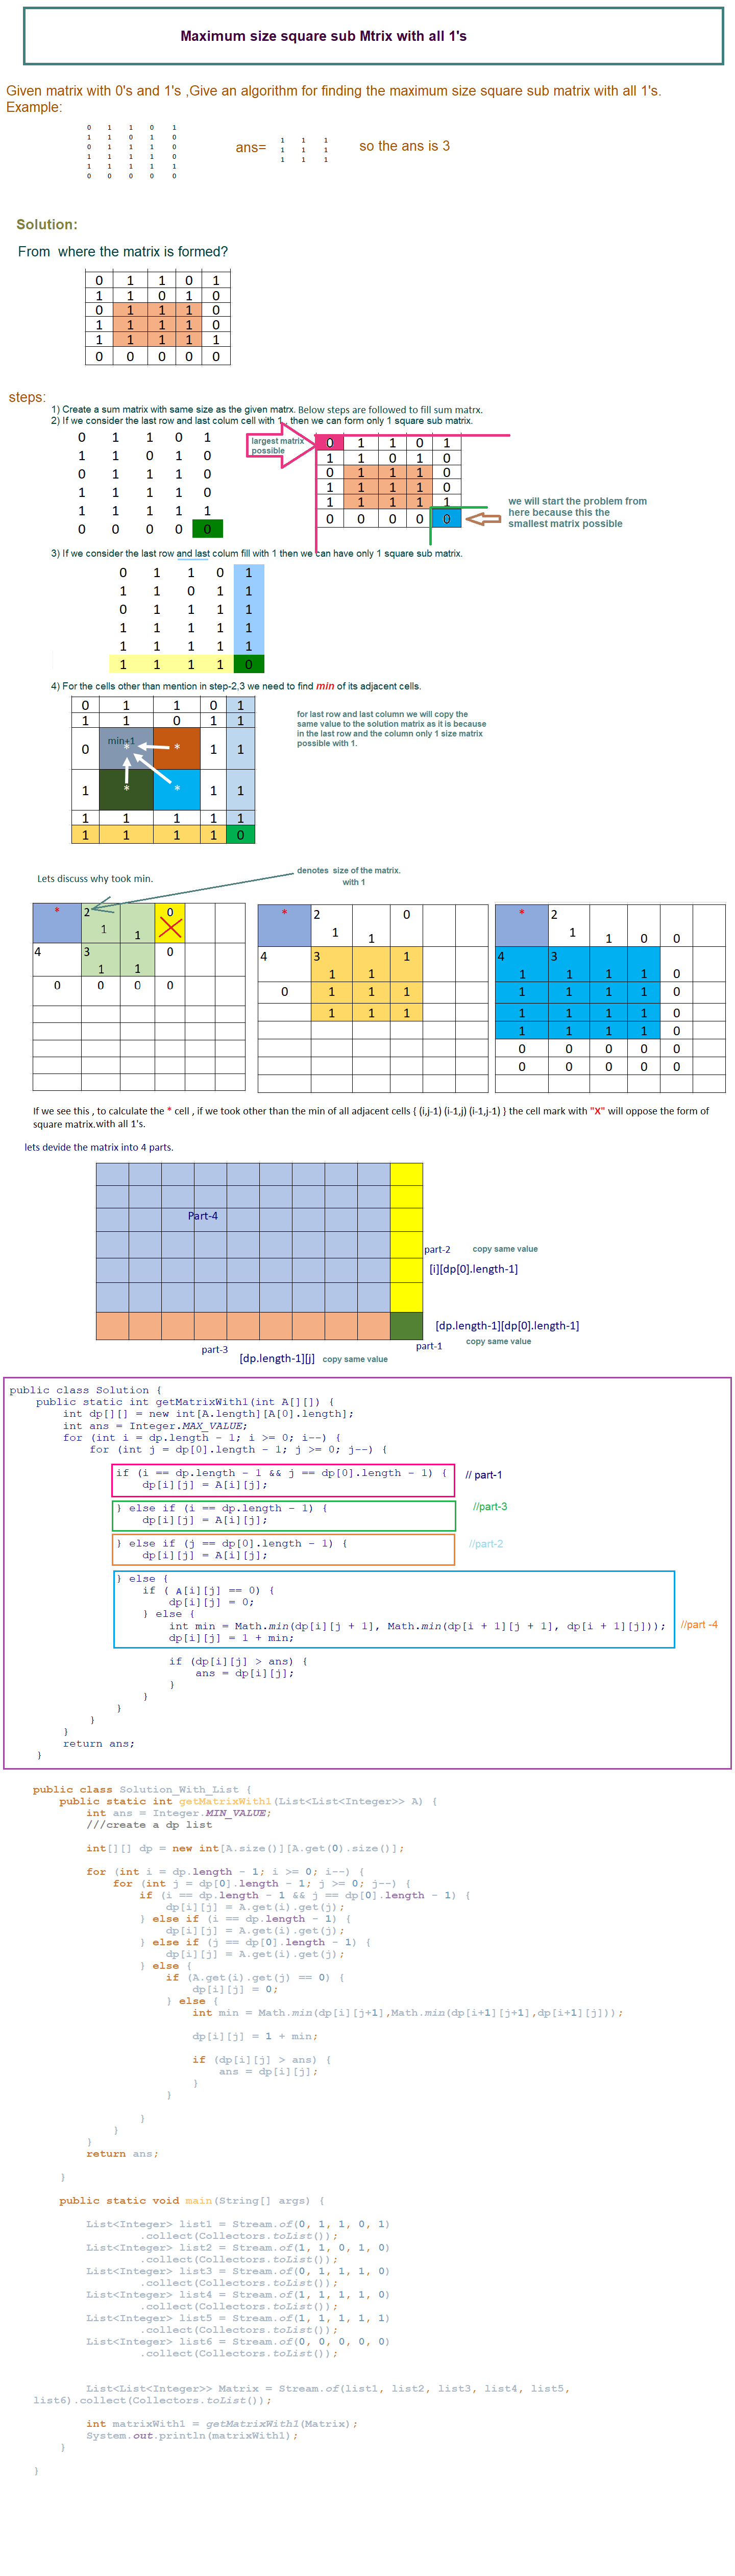 Maximum size square sub Mtrix with all 1's
Given matrix with 0's and 1's ,Give an algorithm for finding the maximum size square sub matrix with all 1's.
Example:
0 1 1 0 1
1 1 0 1 0
0 1 1 1 0
1 1 1 1 0
1 1 1 1 1
0 0 0 0 0
ans=
1 1 1
1 1 1
1 1 1
so the ans is 3
Solution:
From where the matrix is formed?
0 1 1 0 1
1 1 0 1 0
0 1 1 1 0
1 1 1 1 0
1 1 1 1 1
0 0 0 0 0
steps:
1) Create a sum matrix with same size as the given matrx. Below steps are followed to fill sum matrx.
2) If we consider the last row and last colum cell with 1 , then we can form only 1 square sub matrix.
0 1 1 0 1
1 1 0 1 0
0 1 1 1 0
1 1 1 1 0
1 1 1 1 1
0 0 0 0 0
largest matrix
possible
0 1 1 0 1
1 1 0 1 0
0 1 1 1 0
1 1 1 1 0
1 1 1 1 1
0 0 0 0 0
we will start the problem from
here because this the
smallest matrix possible
3) If we consider the last row and last colum fill with 1 then we can have only 1 square sub matrix.
0 1 1 0 1
1 1 0 1 1
0 1 1 1 1
1 1 1 1 1
1 1 1 1 1
1 1 1 1 0
4) For the cells other than mention in step-2,3 we need to find min of its adjacent cells.
0 1 1 0 1
1 1 0 1 1
min+1
0 * * 1 1
1 * * 1 1
1 1 1 1 1
1 1 1 1 0
for last row and last column we will copy the
same value to the solution matrix as it is because
in the last row and the column only 1 size matrix
possible with 1.
Lets discuss why took min.
denotes size of the matrix.
with 1
* 2 0
1 1
4 3 0
1 1
0 0 0 0
* 2 0
1 1
4 3 1
1 1
0 1 1 1
1 1 1
* 2
1 1 0 0
4 3
1 1 1 1 0
1 1 1 1 0
1 1 1 1 0
1 1 1 1 0
0 0 0 0 0
0 0 0 0 0
If we see this , to calculate the * cell , if we took other than the min of all adjacent cells { (i,j-1) (i-1,j) (i-1,j-1) } the cell mark with "X" will oppose the form of
square matrix.with all 1's.
lets devide the matrix into 4 parts.
Part-4
part-2 copy same value
[i][dp[0].length-1]
[dp.length-1][dp[0].length-1]
part-1 copy same value
part-3
[dp.length-1][j] copy same value
public class Solution {
public static int getMatrixWith1(int A[][]) {
int dp[][] = new int[A.length][A[0].length];
int ans = Integer.MAX_VALUE;
for (int i = dp.length - 1; i >= 0; i--) {
for (int j = dp[0].length - 1; j >= 0; j--) {
if (i == dp.length - 1 && j == dp[0].length - 1) { // part-1
dp[i][j] = A[i][j];
} else if (i == dp.length - 1) { //part-3
dp[i][j] = A[i][j];
} else if (j == dp[0].length - 1) { //part-2
dp[i][j] = A[i][j];
} else {
if ( A[i][j] == 0) {
dp[i][j] = 0;
} else {
int min = Math.min(dp[i][j + 1], Math.min(dp[i + 1][j + 1], dp[i + 1][j])); //part -4
dp[i][j] = 1 + min;
if (dp[i][j] > ans) {
ans = dp[i][j];
}
}
}
}
}
return ans;
}
public class Solution_With_List {
public static int getMatrixWith1(List<List<Integer>> A) {
int ans = Integer.MIN_VALUE;
///create a dp list
int[][] dp = new int[A.size()][A.get(0).size()];
for (int i = dp.length - 1; i >= 0; i--) {
for (int j = dp[0].length - 1; j >= 0; j--) {
if (i == dp.length - 1 && j == dp[0].length - 1) {
dp[i][j] = A.get(i).get(j);
} else if (i == dp.length - 1) {
dp[i][j] = A.get(i).get(j);
} else if (j == dp[0].length - 1) {
dp[i][j] = A.get(i).get(j);
} else {
if (A.get(i).get(j) == 0) {
dp[i][j] = 0;
} else {
int min = Math.min(dp[i][j+1],Math.min(dp[i+1][j+1],dp[i+1][j]));
dp[i][j] = 1 + min;
if (dp[i][j] > ans) {
ans = dp[i][j];
}
}
}
}
}
return ans;
}
public static void main(String[] args) {
List<Integer> list1 = Stream.of(0, 1, 1, 0, 1)
.collect(Collectors.toList());
List<Integer> list2 = Stream.of(1, 1, 0, 1, 0)
.collect(Collectors.toList());
List<Integer> list3 = Stream.of(0, 1, 1, 1, 0)
.collect(Collectors.toList());
List<Integer> list4 = Stream.of(1, 1, 1, 1, 0)
.collect(Collectors.toList());
List<Integer> list5 = Stream.of(1, 1, 1, 1, 1)
.collect(Collectors.toList());
List<Integer> list6 = Stream.of(0, 0, 0, 0, 0)
.collect(Collectors.toList());
List<List<Integer>> Matrix = Stream.of(list1, list2, list3, list4, list5,
list6).collect(Collectors.toList());
int matrixWith1 = getMatrixWith1(Matrix);
System.out.println(matrixWith1);
}
}